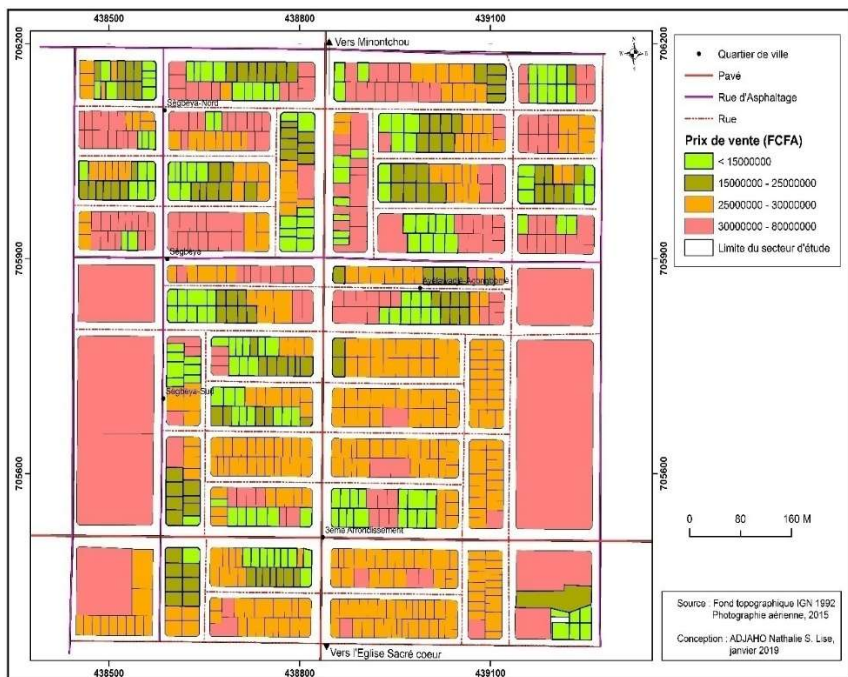 438500 438800 439100
706200 706200
Vers Minontchou
Ségbeya-Nord
705900 705900
Ségbeya
Ségbeya-Sud
705600 705600
3ème Arrondissement
Vers l'Eglise Sacré coeur
438500 438800 439100
Quartier de ville
Pavé
Rue d'Asphaltage
Rue
Prix de vente (FCFA)
< 15000000
15000000 - 25000000
25000000 - 30000000
30000000 - 80000000
Limite du secteur d'étude
0 80 160 M
Source : Fond topographique IGN 1992
Photographie aérienne, 2015
Conception : ADJAHO Nathalie S. Lise,
janvier 2019